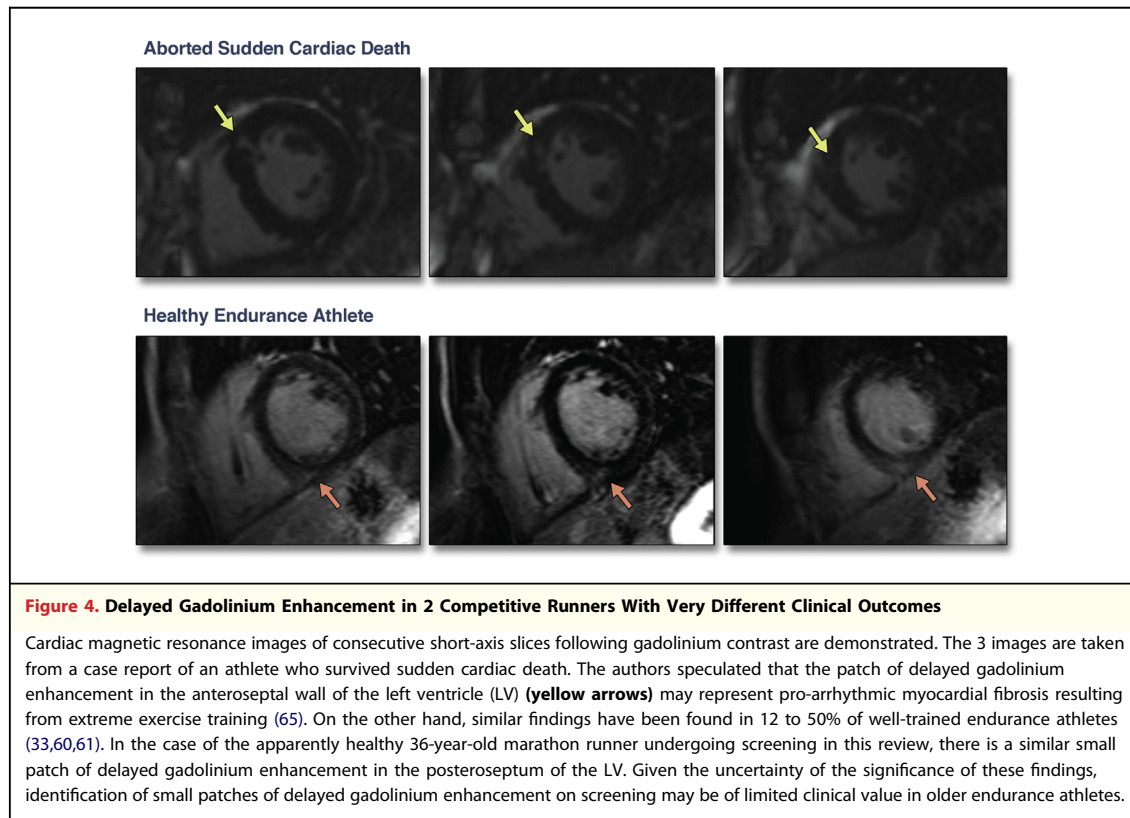 Aborted Sudden Cardiac Death
Healthy Endurance Athlete
Figure 4. Delayed Gadolinium Enhancement in 2 Competitive Runners With Very Different Clinical Outcomes
Cardiac magnetic resonance images of consecutive short-axis slices following gadolinium contrast are demonstrated. The 3 images are taken
from a case report of an athlete who survived sudden cardiac death. The authors speculated that the patch of delayed gadolinium
enhancement in the anteroseptal wall of the left ventricle (LV) (yellow arrows) may represent pro-arrhythmic myocardial fibrosis resulting
from extreme exercise training (65). On the other hand, similar findings have been found in 12 to 50% of well-trained endurance athletes
(33,60,61). In the case of the apparently healthy 36-year-old marathon runner undergoing screening in this review, there is a similar small
patch of delayed gadolinium enhancement in the posteroseptum of the LV. Given the uncertainty of the significance of these findings,
identification of small patches of delayed gadolinium enhancement on screening may be of limited clinical value in older endurance athletes.